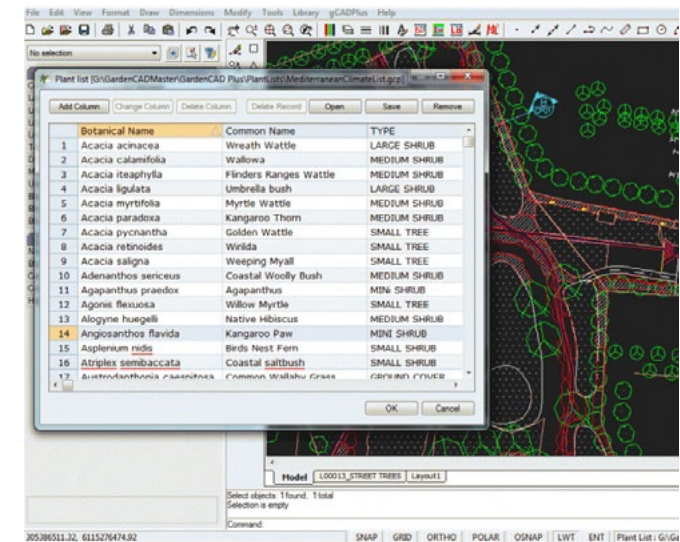 File Edit View Format Draw Dimensions Modify Tools Library gCADPlus Help
No selection
Plant list [G:\GardenCADMaster\GardenCAD Plus\PlantLists\MediterraneanClimateList.gcp]
Add Column Change Column Delete Column Delete Record Open Save Remove
Botanical Name Common Name TYPE
1 Acacia acinacea Wreath Wattle LARGE SHRUB
2 Acacia calamifolia Wallowa MEDIUM SHRUB
3 Acacia iteaphylla Flinders Ranges Wattle MEDIUM SHRUB
4 Acacia ligulata Umbrella bush LARGE SHRUB
5 Acacia myrtifolia Myrtle Wattle MEDIUM SHRUB
6 Acacia paradoxa Kangaroo Thorn MEDIUM SHRUB
7 Acacia pycnantha Golden Wattle SMALL TREE
8 Acacia retinoides Wirilda SMALL TREE
9 Acacia saligna Weeping Myall SMALL TREE
10 Adenanthos sericeus Coastal Woolly Bush MEDIUM SHRUB
11 Agapanthus praedox Agapanthus MINi SHRUB
12 Agonis flexuosa Willow Myrtle SMALL TREE
13 Alogyne huegelli Native Hibiscus MEDIUM SHRUB
14 Angiosanthos flavida Kangaroo Paw MINI SHRUB
15 Asplenium nidis Birds Nest Fern SMALL SHRUB
16 Atriplex semibaccata Coastal saltbush SMALL SHRUB
17 Austrodanthonia caespitosa Common Wallaby Grass GROUND COVER
OK Cancel
Model L00013_STREET TREES Layout1
Select objects: 1 found, 1 total
Selection is empty
Command:
305386511.32, 6115276474.92 SNAP GRID ORTHO POLAR OSNAP LWT ENT Plant List : G:\Ga